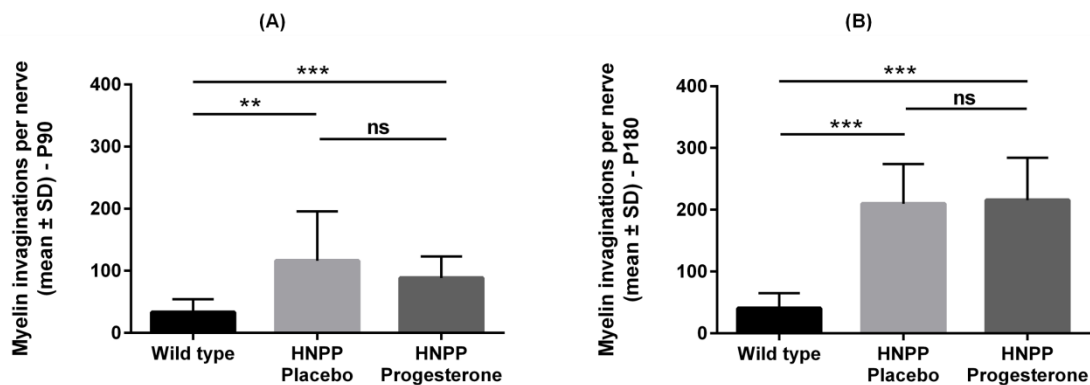 (A)
Myelin invaginations per nerve
(mean ± SD) - P90
400
300
200
100
0
***
**
ns
Wild type
HNPP
Placebo
HNPP
Progesterone
(B)
Myelin invaginations per nerve
(mean ± SD) - P180
400
300
200
100
0
***
ns
***
Wild type
HNPP
Placebo
HNPP
Progesterone